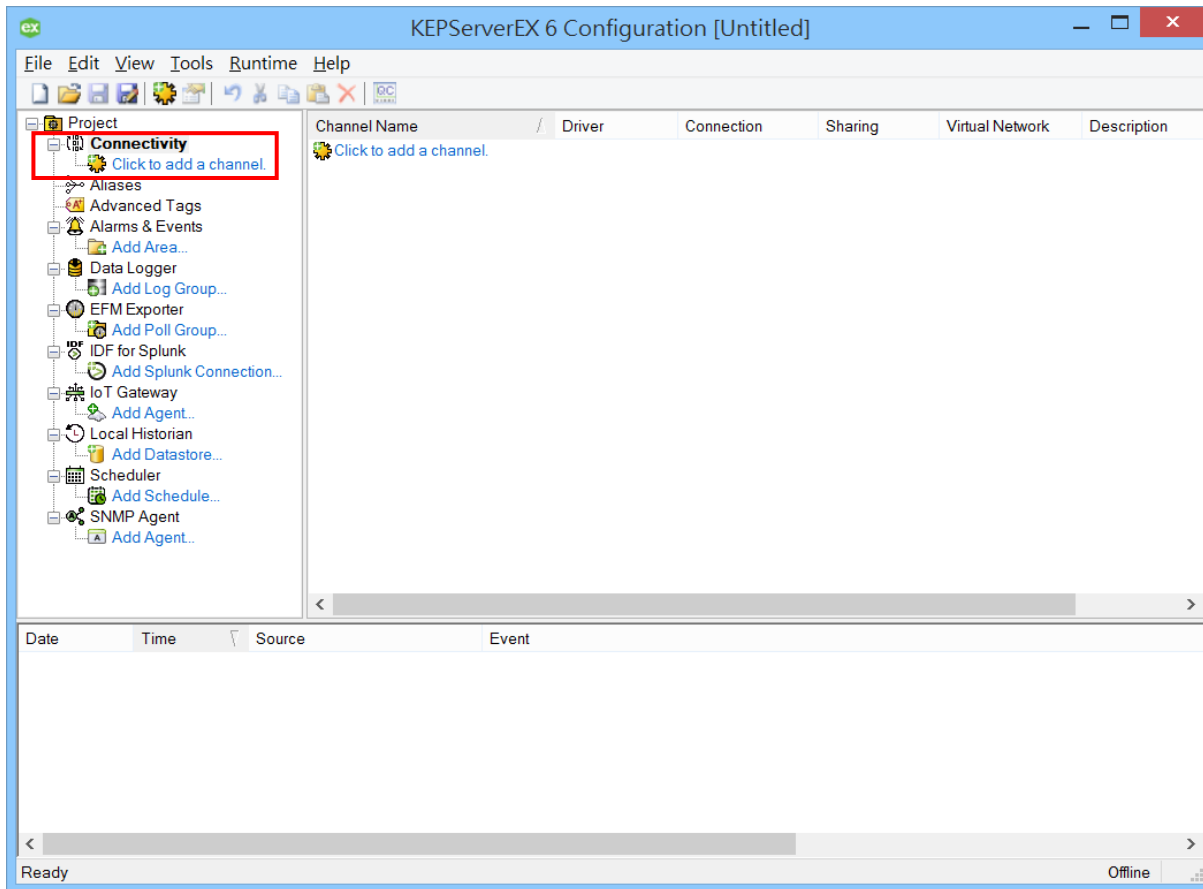 ex KEPServerEX 6 Configuration [Untitled]
File Edit View Tools Runtime Help
QC
Project
Connectivity
Click to add a channel.
Aliases
Advanced Tags
Alarms & Events
Add Area...
Data Logger
Add Log Group...
EFM Exporter
Add Poll Group...
IDF for Splunk
Add Splunk Connection...
IoT Gateway
Add Agent...
Local Historian
Add Datastore...
Scheduler
Add Schedule...
SNMP Agent
Add Agent...
Channel Name Driver Connection Sharing Virtual Network Description
Click to add a channel.
Date Time Source Event
Ready Offline